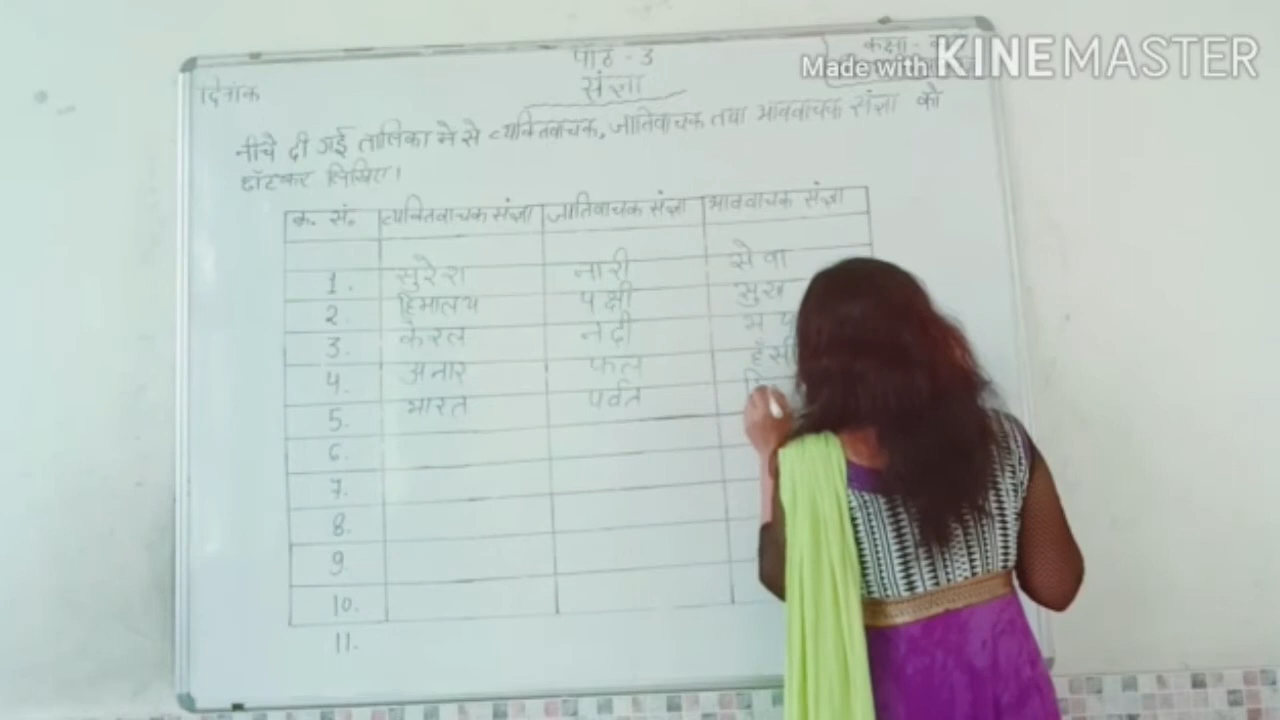 पाठ - 3
कक्षा -
Made with KINEMASTER
दिनांक
संज्ञा
नीचे दी गई तालिका में से व्यक्तिवाचक, जातिवाचक तथा भाववाचक संज्ञा को
छाँटकर लिखिए।
क्र. सं. व्यक्तिवाचक संज्ञा जातिवाचक संज्ञा भाववाचक संज्ञा
1. सुरेश नारी सेवा
2. हिमालय पक्षी सुख
3. केरल नदी
4. अनार फल हँसी
5. भारत पर्वत
6.
7.
8.
9
10.
11.